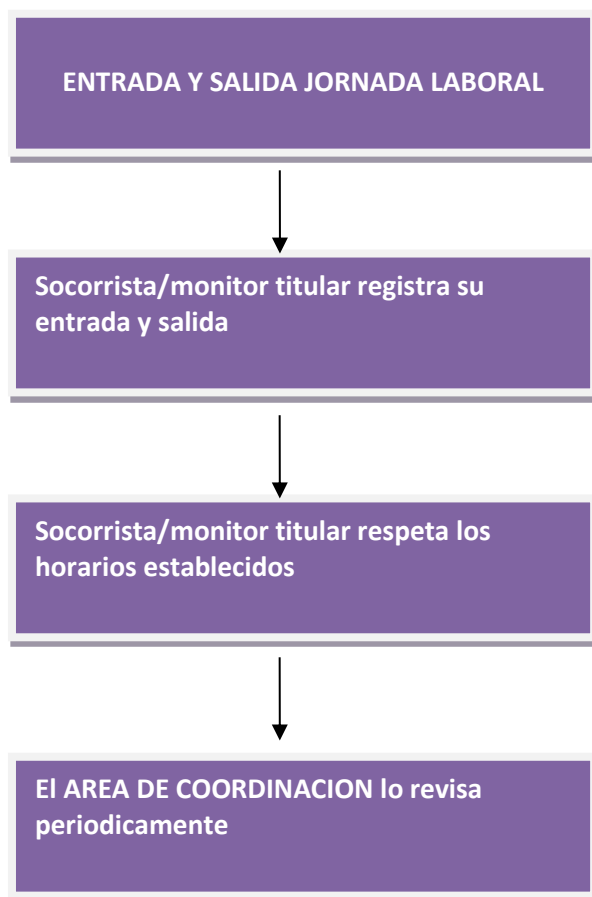 ENTRADA Y SALIDA JORNADA LABORAL
Socorrista/monitor titular registra su
entrada y salida
Socorrista/monitor titular respeta los
horarios establecidos
El AREA DE COORDINACION lo revisa
periodicamente